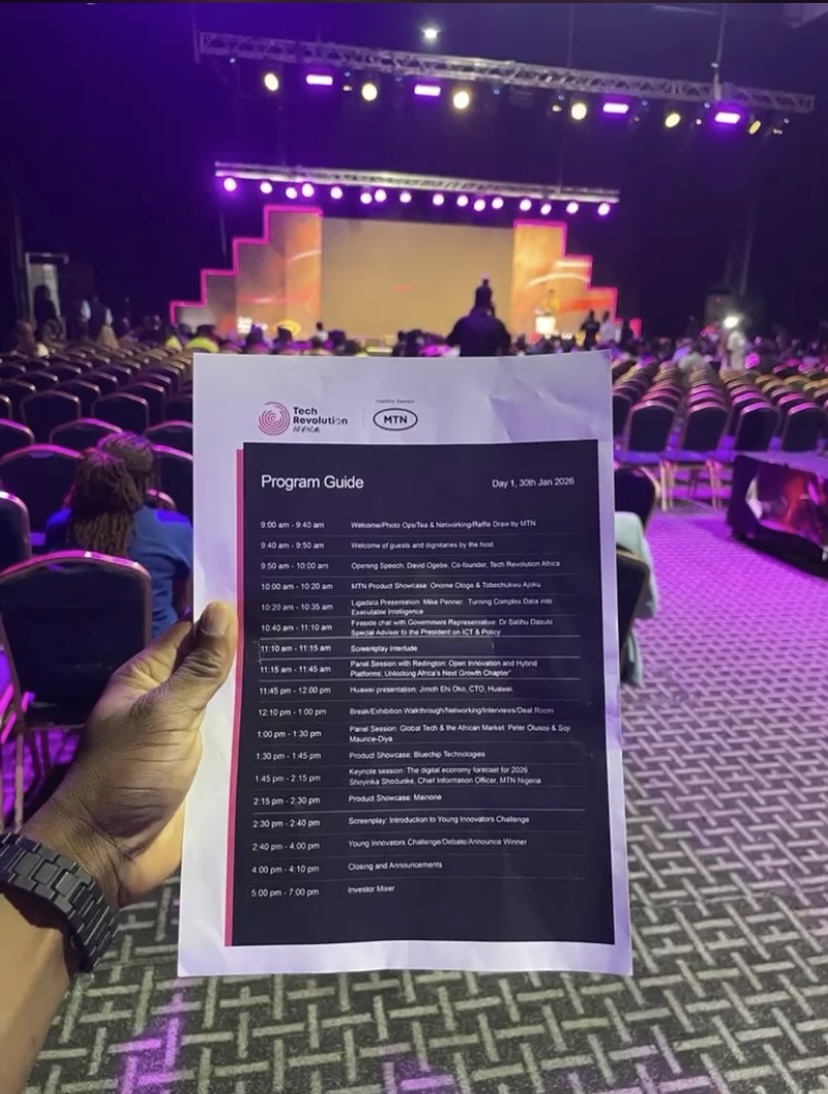 Tech
Revolution
AFRICA
Headline Sponsor
MTN
Program Guide
Day 1, 30th Jan 2026
9:00 am - 9:40 am Welcome/Photo Ops/Tea & Networking/Raffle Draw by MTN
9:40 am - 9:50 am Welcome of guests and dignitaries by the host
9:50 am - 10:00 am Opening Speech: David Ogebe, Co-founder, Tech Revolution Africa
10:00 am - 10:20 am MTN Product Showcase: Onome Ologe & Tobechukwu Ajoku
10:20 am - 10:35 am Ligadata Presentation: Mike Penner: Turning Complex Data into
Executable Intelligence
10:40 am - 11:10 am Fireside chat with Government Representative: Dr Salihu Dasuki
Special Adviser to the President on ICT & Policy
11:10 am - 11:15 am Screenplay Interlude
11:15 am - 11:45 am Panel Session with Redington: Open Innovation and Hybrid
Platforms: Unlocking Africa's Next Growth Chapter"
11:45 pm - 12:00 pm Huawei presentation: Jimoh Ehi Oko, CTO, Huawei.
12:10 pm - 1:00 pm Break/Exhibition Walkthrough/Networking/Interviews/Deal Room
1:00 pm - 1:30 pm Panel Session: Global Tech & the African Market: Peter Olusoji & Soji
Maurice-Diya
1:30 pm - 1:45 pm Product Showcase: Bluechip Technologies
1:45 pm - 2:15 pm Keynote session: The digital economy forecast for 2026
Shoyinka Shodunke, Chief Information Officer, MTN Nigeria
2:15 pm - 2:30 pm Product Showcase: Mainone
2:30 pm - 2:40 pm Screenplay: Introduction to Young Innovators Challenge
2:40 pm - 4:00 pm Young Innovators Challenge/Debate/Announce Winner
4:00 pm - 4:10 pm Closing and Announcements
5:00 pm - 7:00 pm Investor Mixer